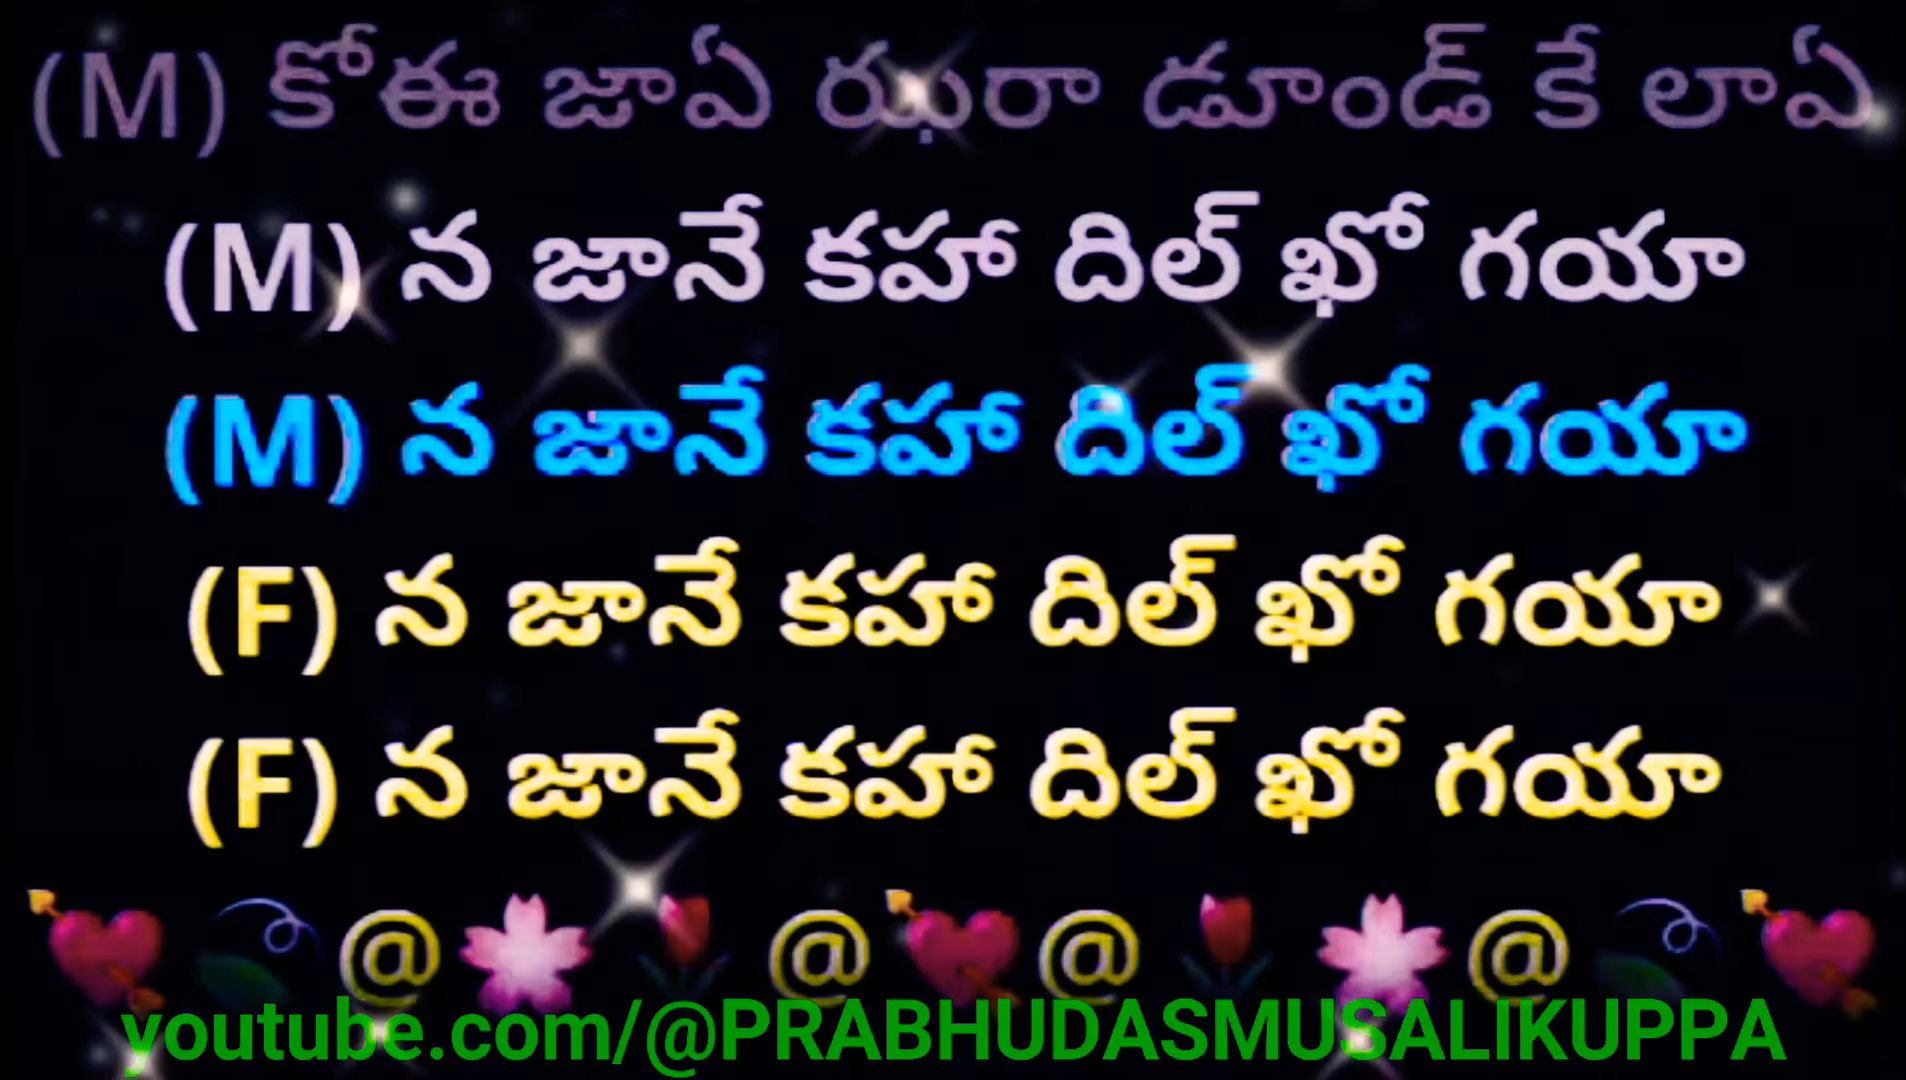 (M) కోఈ జాఏ ఝరా డూండ్ కే లాఏ
(M) న జానే కహా దిల్ ఖో గయా
(M) న జానే కహా దిల్ ఖో గయా
(F) న జానే కహా దిల్ ఖో గయా
(F) న జానే కహా దిల్ ఖో గయా
@ @ @ @
youtube.com/@PRABHUDASMUSALIKUPPA